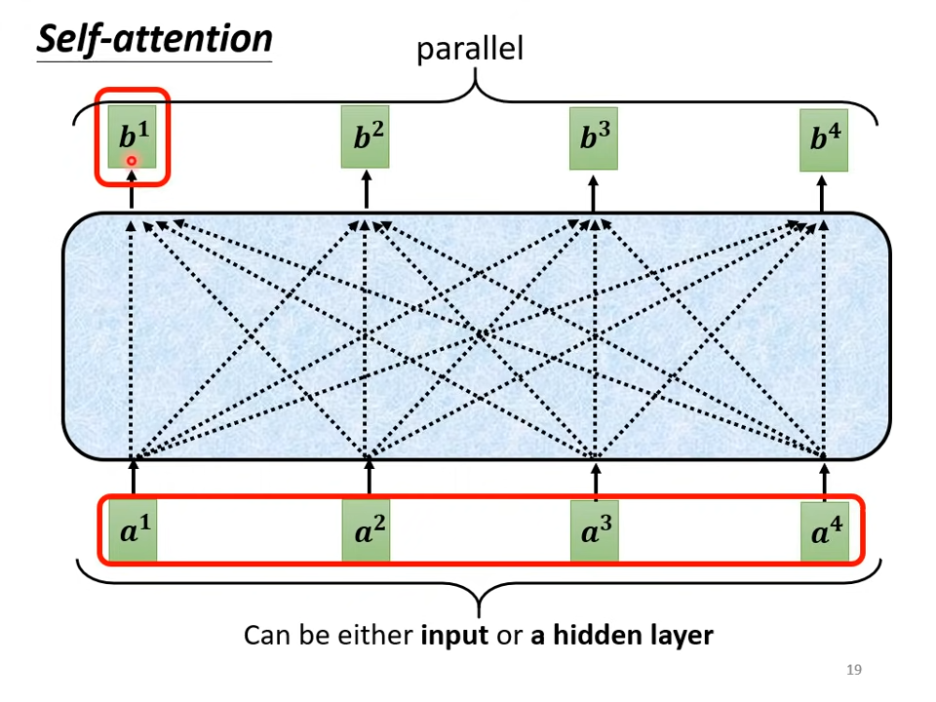 Self-attention
parallel
b¹ b² b³ b⁴
a¹ a² a³ a⁴
Can be either input or a hidden layer
19